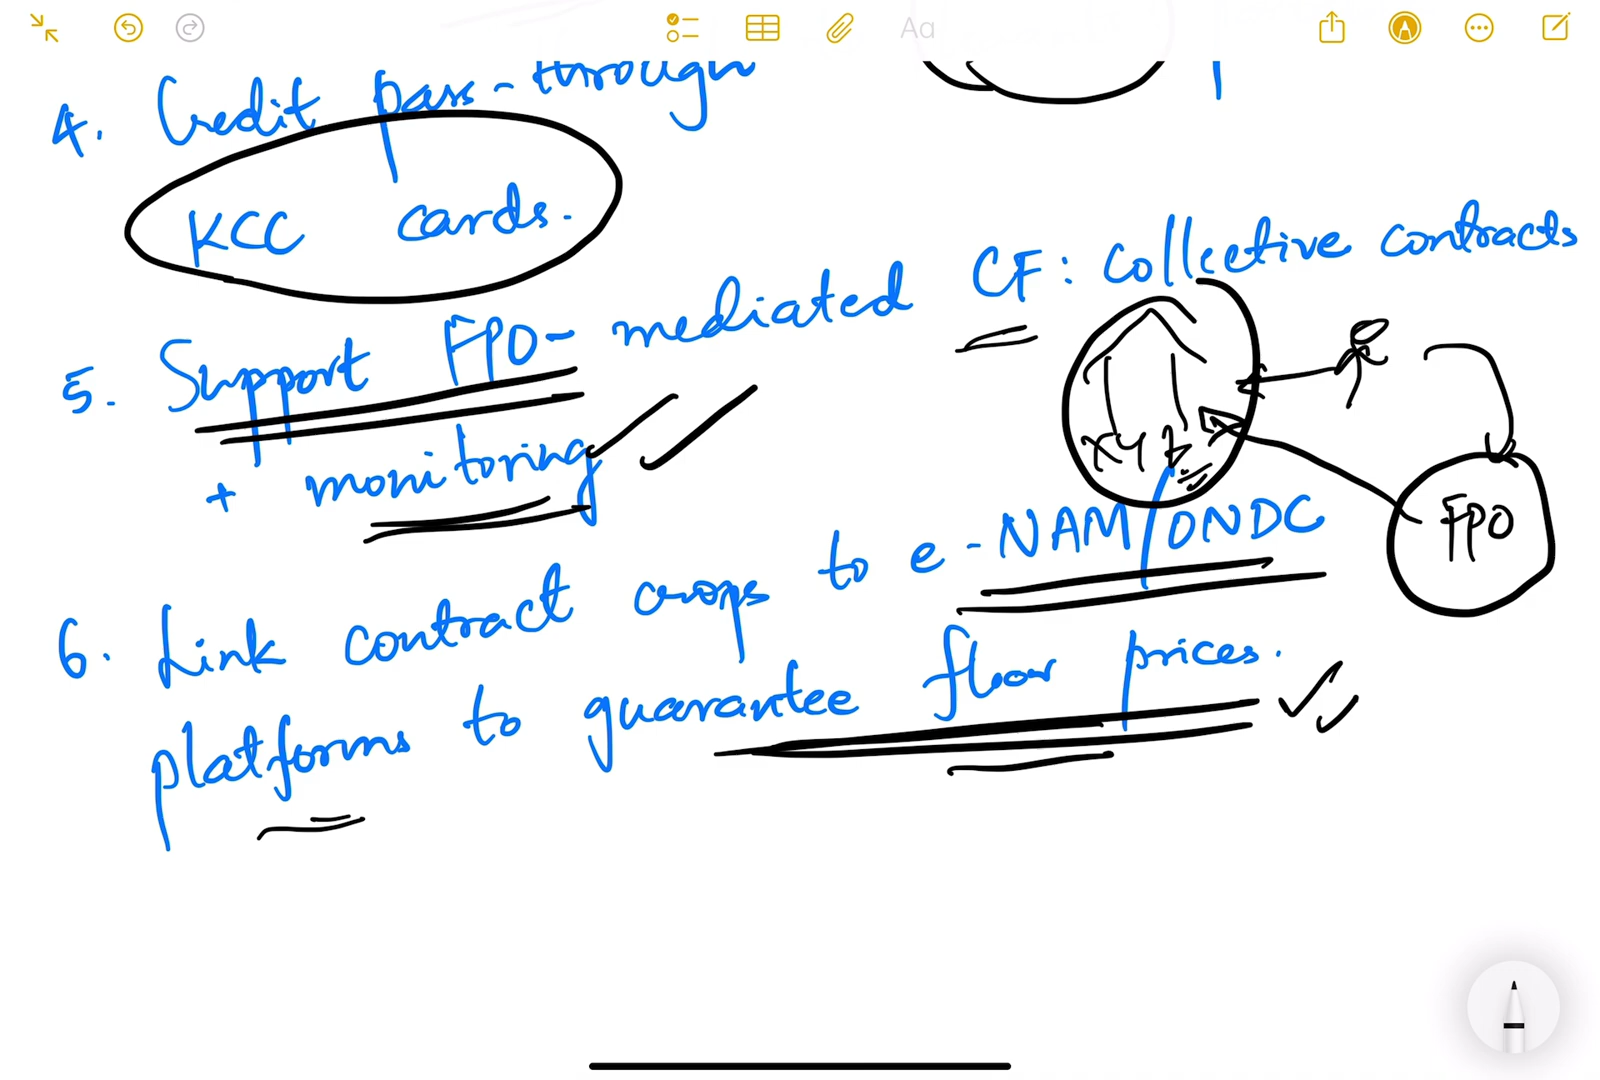 Aa
4. Credit pass-through
KCC cards.
5. Support FPO-mediated CF: collective contracts
+ monitoring
XYZ
FPO
6. Link contract crops to e-NAM/ONDC
platforms to guarantee floor prices.